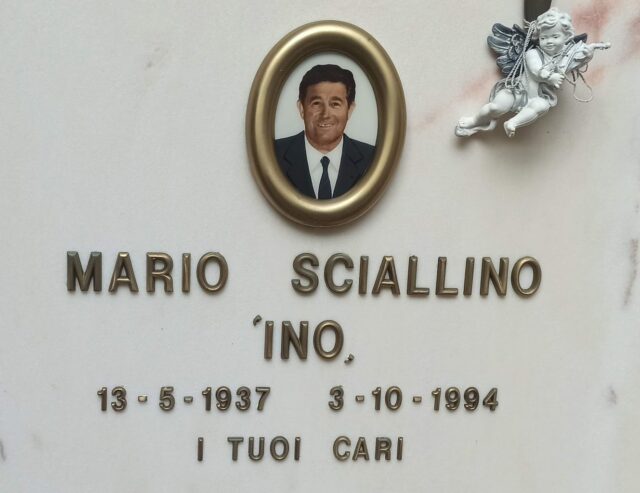 MARIO SCIALLINO
'INO,
13-5-1937 3-10-1994
I TUOI CARI